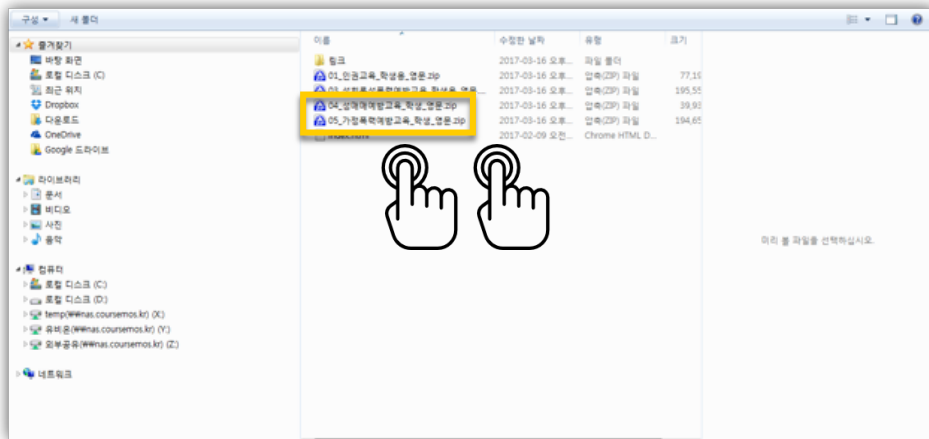 구성 ▾ 새 폴더
즐겨찾기
바탕 화면
로컬 디스크 (C)
최근 위치
Dropbox
다운로드
OneDrive
Google 드라이브
라이브러리
문서
비디오
사진
음악
컴퓨터
로컬 디스크 (C:)
로컬 디스크 (D:)
temp(₩₩nas.coursemos.kr) (X:)
유비온(₩₩nas.coursemos.kr) (Y:)
외부공유(₩₩nas.coursemos.kr) (Z:)
네트워크
이름 수정한 날짜 유형 크기
링크 2017-03-16 오후... 파일 폴더
01_인권교육_학생용_영문.zip 2017-03-16 오후... 압축(ZIP) 파일 77,19
2017-03-16 오후... 압축(ZIP) 파일 195,55
04_성매매예방교육_학생_영문.zip 2017-03-16 오후... 압축(ZIP) 파일 39,93
05_가정폭력예방교육_학생_영문.zip 2017-03-16 오후... 압축(ZIP) 파일 194,65
2017-02-09 오전... Chrome HTML D...
미리 볼 파일을 선택하십시오.